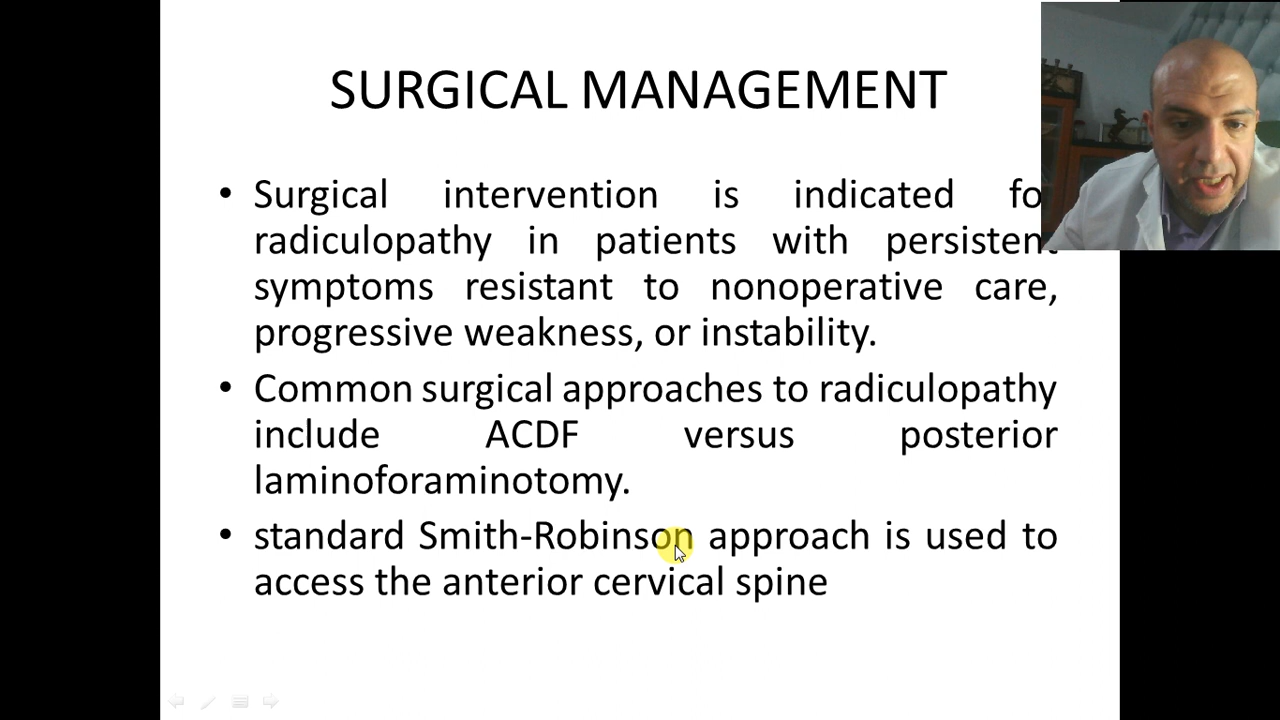 SURGICAL MANAGEMENT
• Surgical intervention is indicated fo
radiculopathy in patients with persistent
symptoms resistant to nonoperative care,
progressive weakness, or instability.
• Common surgical approaches to radiculopathy
include ACDF versus posterior
laminoforaminotomy.
• standard Smith-Robinson approach is used to
access the anterior cervical spine